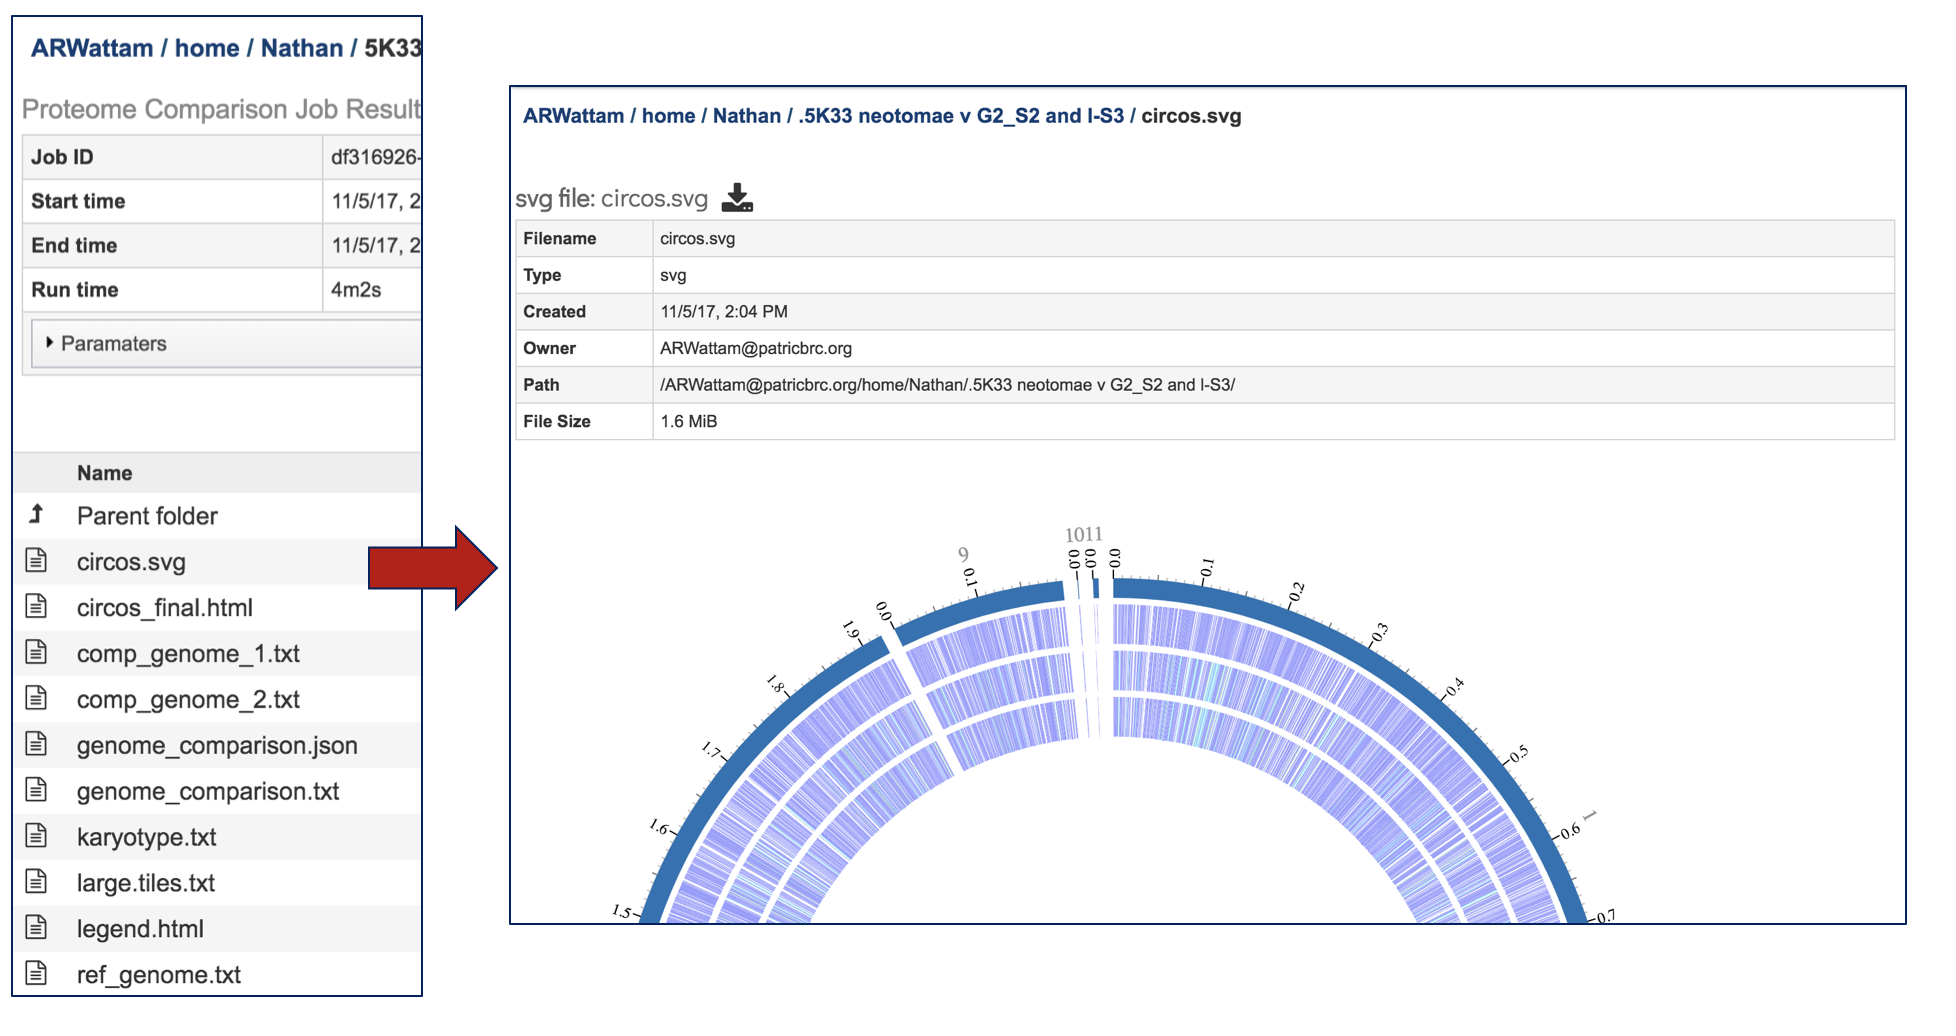 ARWattam / home / Nathan / 5K33
Proteome Comparison Job Result
Job ID df316926-
Start time 11/5/17, 2
End time 11/5/17, 2
Run time 4m2s
Paramaters
Name
Parent folder
circos.svg
circos_final.html
comp_genome_1.txt
comp_genome_2.txt
genome_comparison.json
genome_comparison.txt
karyotype.txt
large.tiles.txt
legend.html
ref_genome.txt
ARWattam / home / Nathan / .5K33 neotomae v G2_S2 and I-S3 / circos.svg
svg file: circos.svg
Filename circos.svg
Type svg
Created 11/5/17, 2:04 PM
Owner ARWattam@patricbrc.org
Path /ARWattam@patricbrc.org/home/Nathan/.5K33 neotomae v G2_S2 and I-S3/
File Size 1.6 MiB
1.5
1.6
1.7
1.8
1.9
0.0
9
0.1
10
0.0
11
0.0
0.0
0.1
0.2
0.3
0.4
0.5
0.6
1
0.7